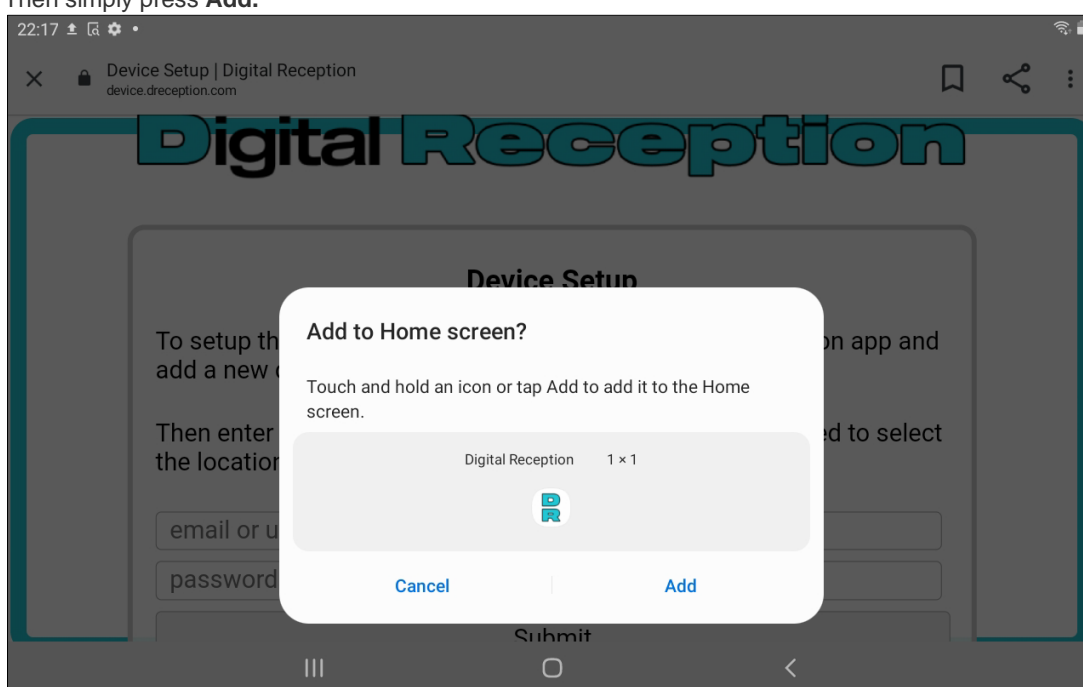 Then simply press Add.
22:17
Device Setup | Digital Reception
device.dreception.com
Digital Reception
Device Setup
Add to Home screen?
To setup th
on app and
add a new
Touch and hold an icon or tap Add to add it to the Home
screen.
Then enter
ed to select
the location
Digital Reception 1 × 1
D
R
email or u
password
Cancel Add
Submit